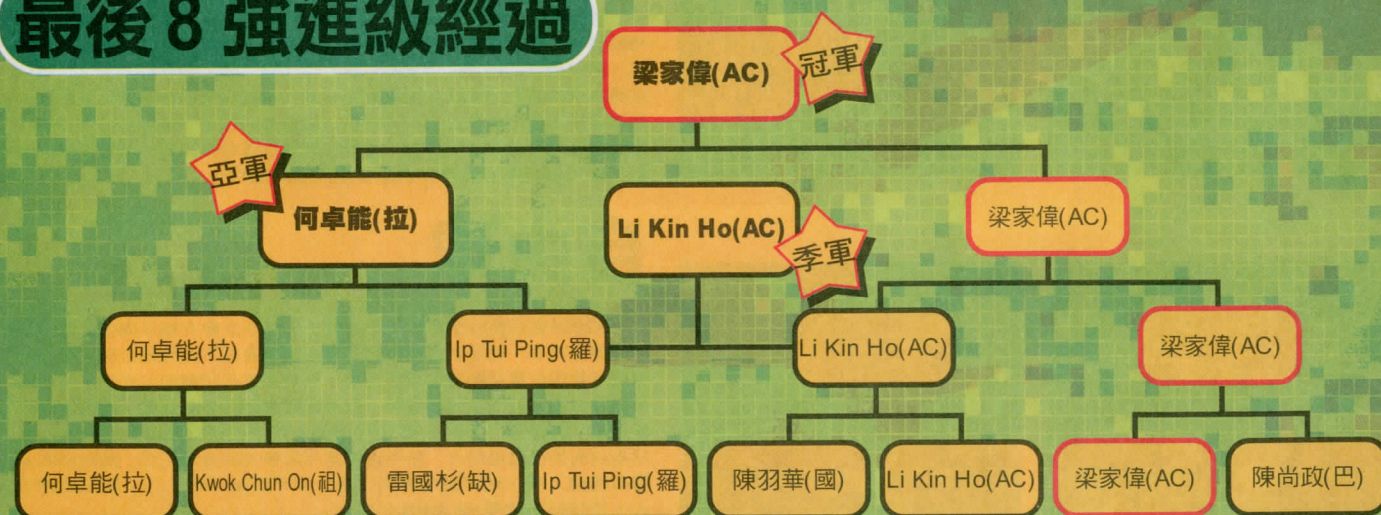 最後8強進級經過
梁家偉(AC)
冠軍
亞軍
何卓能(拉)
Li Kin Ho(AC)
季軍
梁家偉(AC)
何卓能(拉)
Ip Tui Ping(羅)
Li Kin Ho(AC)
梁家偉(AC)
何卓能(拉)
Kwok Chun On(祖)
雷國杉(缺)
Ip Tui Ping(羅)
陳羽華(國)
Li Kin Ho(AC)
梁家偉(AC)
陳尚政(巴)